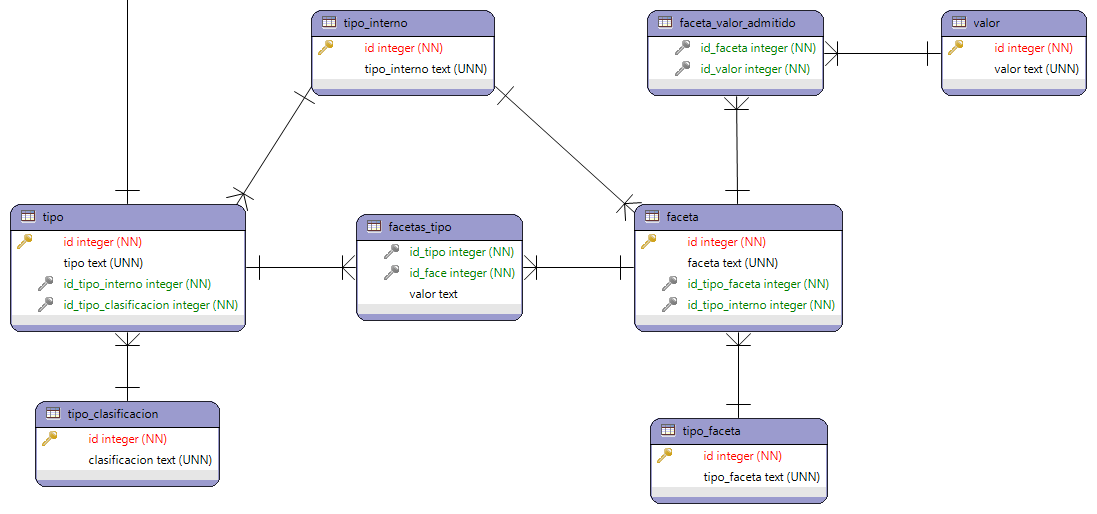 tipo_interno
id integer (NN)
tipo_interno text (UNN)
faceta_valor_admitido
id_faceta integer (NN)
id_valor integer (NN)
valor
id integer (NN)
valor text (UNN)
tipo
id integer (NN)
tipo text (UNN)
id_tipo_interno integer (NN)
id_tipo_clasificacion integer (NN)
facetas_tipo
id_tipo integer (NN)
id_face integer (NN)
valor text
faceta
id integer (NN)
faceta text (UNN)
id_tipo_faceta integer (NN)
id_tipo_interno integer (NN)
tipo_clasificacion
id integer (NN)
clasificacion text (UNN)
tipo_faceta
id integer (NN)
tipo_faceta text (UNN)